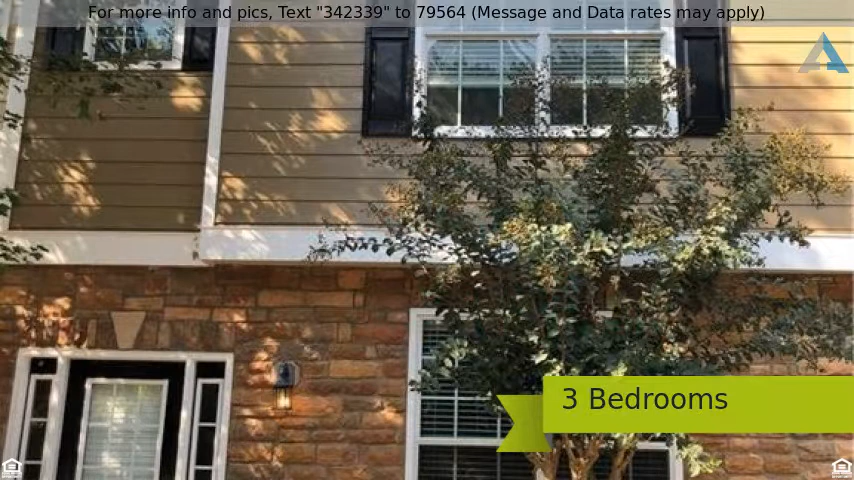 For more info and pics, Text "342339" to 79564 (Message and Data rates may apply)
3 Bedrooms